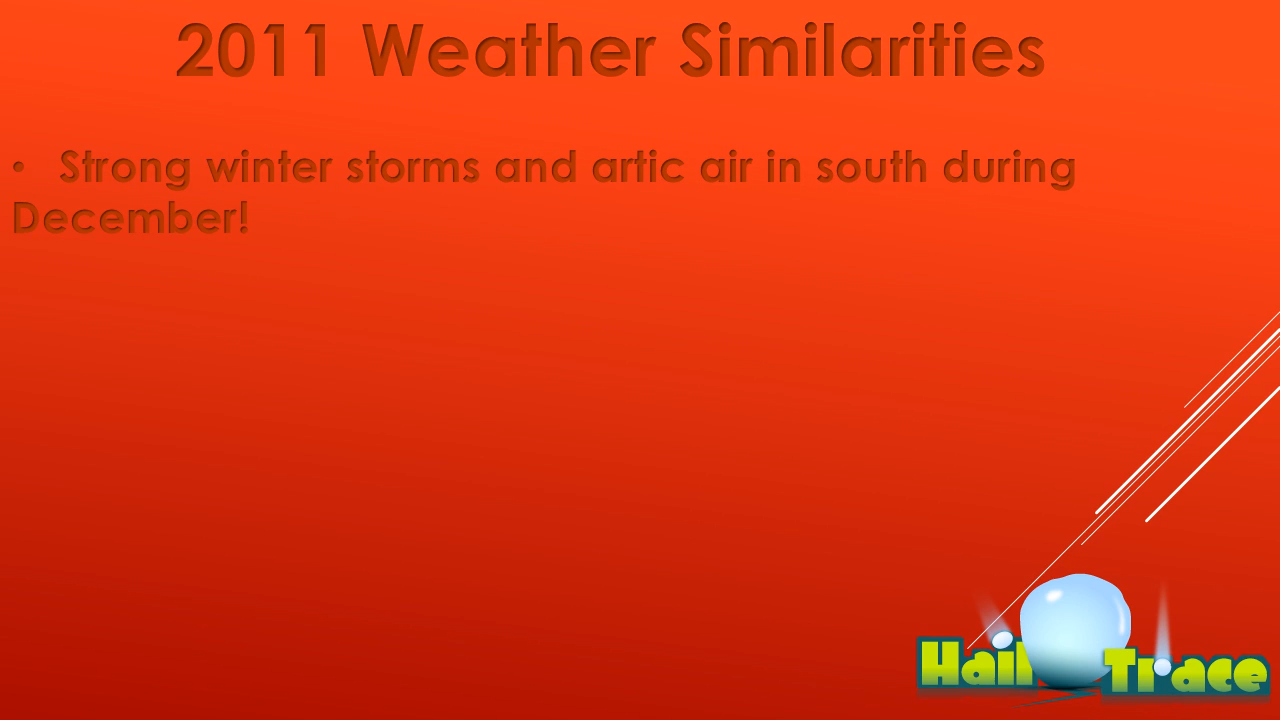 2011 Weather Similarities
• Strong winter storms and artic air in south during
December!
Hail Trace